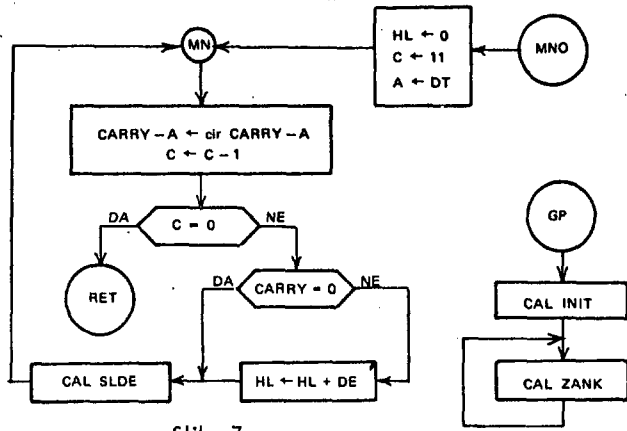 MN
HL ← 0
C ← 11
A ← DT
MNO
CARRY – A ← cir CARRY – A
C ← C – 1
DA
C = 0
NE
GP
RET
DA
CARRY = 0
NE
CAL INIT
CAL SLDE
HL ← HL + DE
CAL ZANK